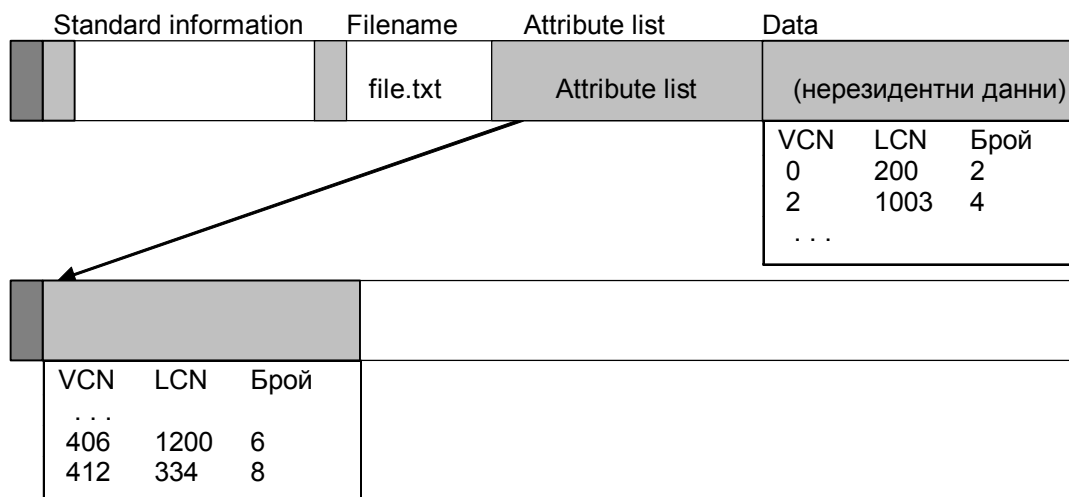 Standard information Filename Attribute list Data
file.txt Attribute list (нерезидентни данни)
VCN LCN Брой
0 200 2
2 1003 4
. . .
VCN LCN Брой
. . .
406 1200 6
412 334 8